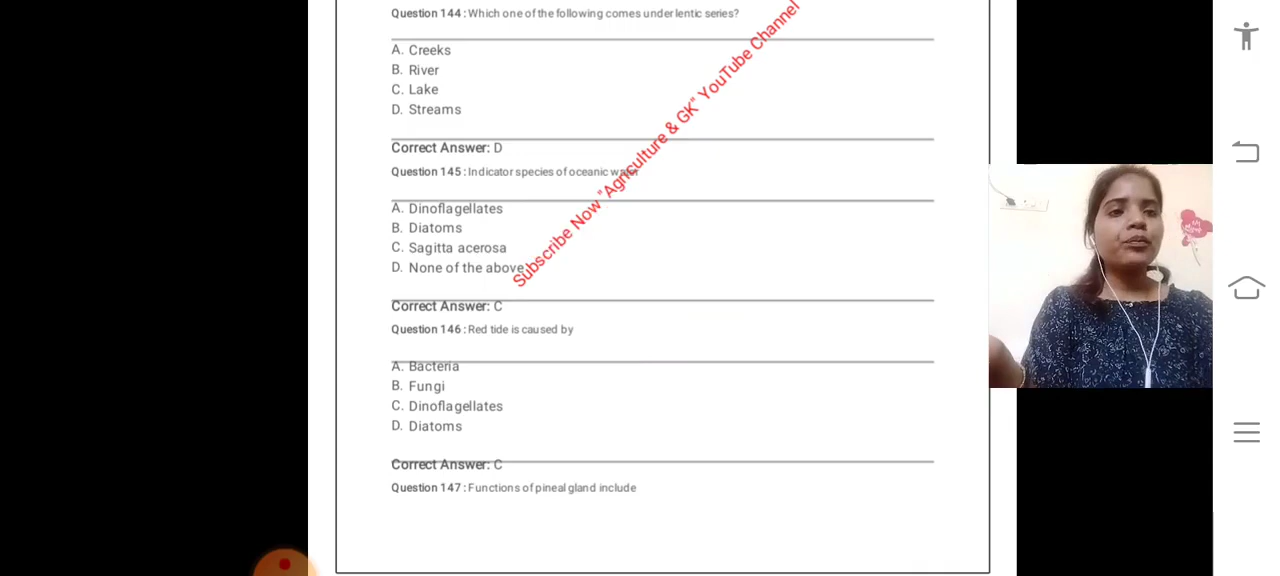 Question 144 : Which one of the following comes under lentic series?
A. Creeks
B. River
C. Lake
D. Streams
Correct Answer: D
Question 145 : Indicator species of oceanic water
A. Dinoflagellates
B. Diatoms
C. Sagitta acerosa
D. None of the above
Correct Answer: C
Question 146 : Red tide is caused by
A. Bacteria
B. Fungi
C. Dinoflagellates
D. Diatoms
Correct Answer: C
Question 147 : Functions of pineal gland include
Subscribe Now "Agriculture & GK" YouTube Channel